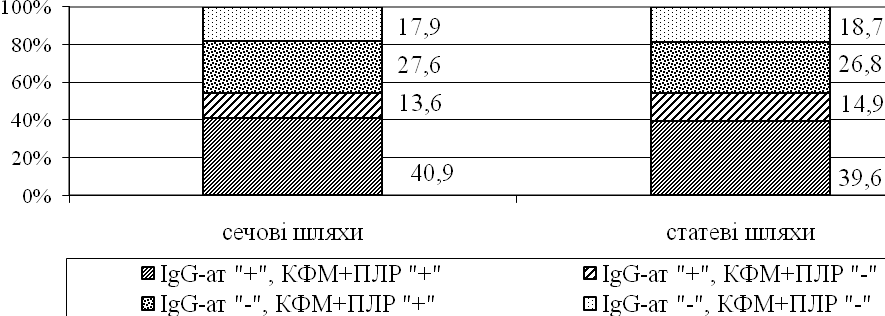 100%
80%
60%
40%
20%
0%
17,9
27,6
13,6
40,9
18,7
26,8
14,9
39,6
сечові шляхи
статеві шляхи
IgG-ат "+", КФМ+ПЛР "+"
IgG-ат "+", КФМ+ПЛР "-"
IgG-ат "-", КФМ+ПЛР "+"
IgG-ат "-", КФМ+ПЛР "-"